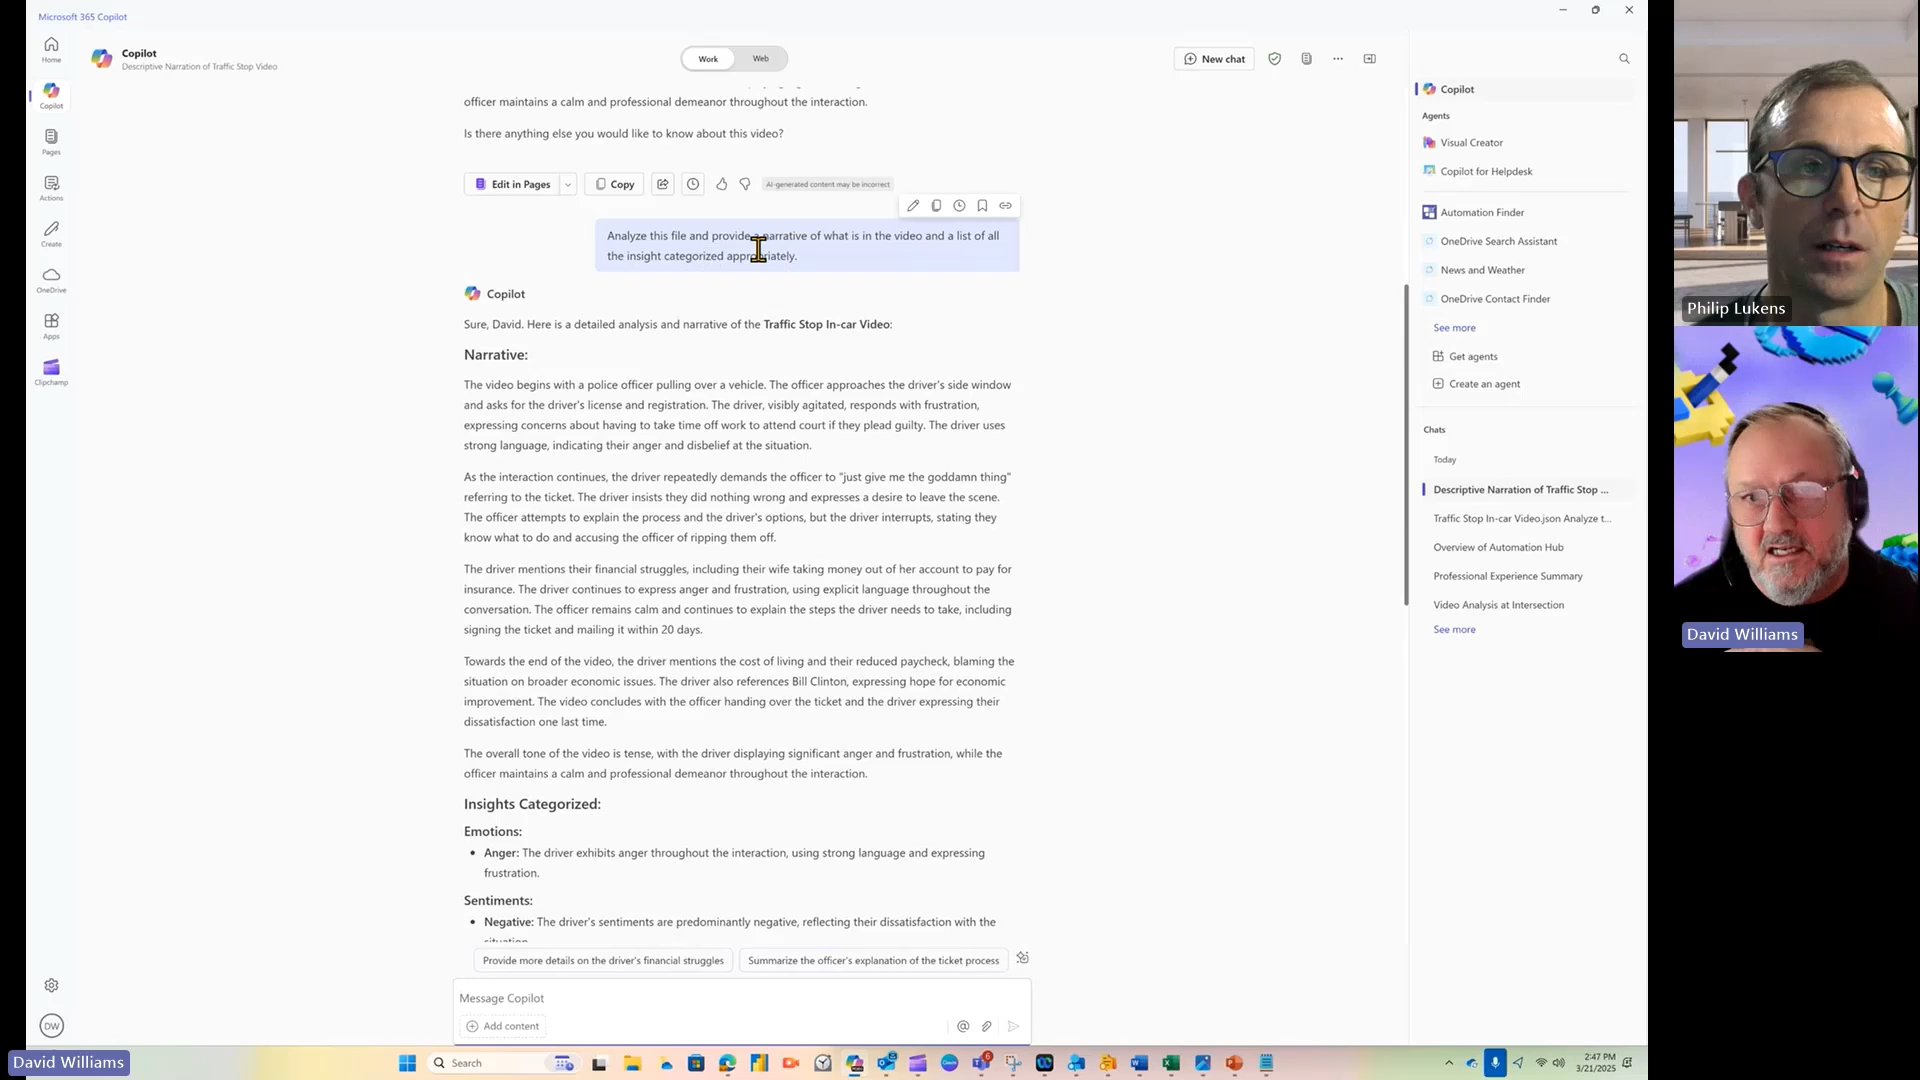 Microsoft 365 Copilot
Home
Copilot
Pages
Actions
Create
OneDrive
Apps
Clipchamp
DW
Copilot
Descriptive Narration of Traffic Stop Video
Work
Web
New chat
officer maintains a calm and professional demeanor throughout the interaction.
Is there anything else you would like to know about this video?
Edit in Pages
Copy
AI-generated content may be incorrect
Analyze this file and provide a narrative of what is in the video and a list of all
the insight categorized appropriately.
Copilot
Sure, David. Here is a detailed analysis and narrative of the Traffic Stop In-car Video:
Narrative:
The video begins with a police officer pulling over a vehicle. The officer approaches the driver's side window
and asks for the driver's license and registration. The driver, visibly agitated, responds with frustration,
expressing concerns about having to take time off work to attend court if they plead guilty. The driver uses
strong language, indicating their anger and disbelief at the situation.
As the interaction continues, the driver repeatedly demands the officer to "just give me the goddamn thing"
referring to the ticket. The driver insists they did nothing wrong and expresses a desire to leave the scene.
The officer attempts to explain the process and the driver's options, but the driver interrupts, stating they
know what to do and accusing the officer of ripping them off.
The driver mentions their financial struggles, including their wife taking money out of her account to pay for
insurance. The driver continues to express anger and frustration, using explicit language throughout the
conversation. The officer remains calm and continues to explain the steps the driver needs to take, including
signing the ticket and mailing it within 20 days.
Towards the end of the video, the driver mentions the cost of living and their reduced paycheck, blaming the
situation on broader economic issues. The driver also references Bill Clinton, expressing hope for economic
improvement. The video concludes with the officer handing over the ticket and the driver expressing their
dissatisfaction one last time.
The overall tone of the video is tense, with the driver displaying significant anger and frustration, while the
officer maintains a calm and professional demeanor throughout the interaction.
Insights Categorized:
Emotions:
• Anger: The driver exhibits anger throughout the interaction, using strong language and expressing
frustration.
Sentiments:
• Negative: The driver's sentiments are predominantly negative, reflecting their dissatisfaction with the
situation
Provide more details on the driver's financial struggles
Summarize the officer's explanation of the ticket process
Message Copilot
Add content
Copilot
Agents
Visual Creator
Copilot for Helpdesk
Automation Finder
OneDrive Search Assistant
News and Weather
OneDrive Contact Finder
See more
Get agents
Create an agent
Chats
Today
Descriptive Narration of Traffic Stop ...
Traffic Stop In-car Video.json Analyze t...
Overview of Automation Hub
Professional Experience Summary
Video Analysis at Intersection
See more
Philip Lukens
David Williams
David Williams
Search
2:47 PM
3/21/2025